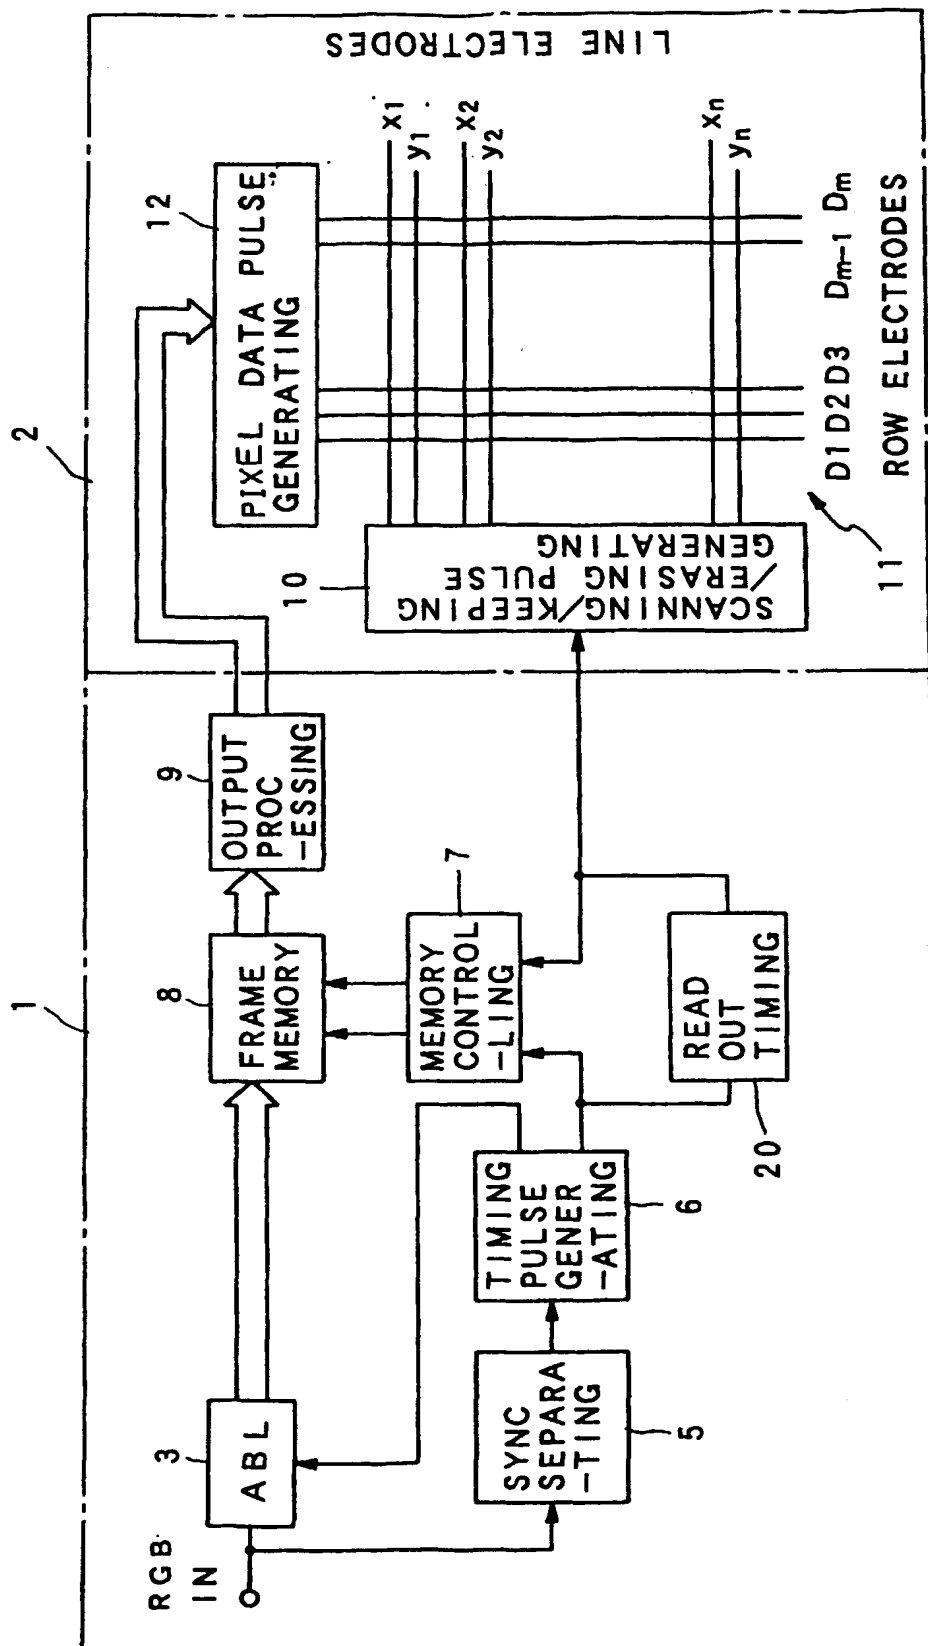 1
2
RGB
IN
3
ABL
8
FRAME
MEMORY
9
OUTPUT
PROC
-ESSING
12
PIXEL DATA PULSE
GENERATING
5
SYNC
SEPARA
-TING
6
TIMING
PULSE
GENER
-ATING
7
MEMORY
CONTROL
-LING
20
READ
OUT
TIMING
10
SCANNING/KEEPING
/ERASING PULSE
GENERATING
11
x1
y1
x2
y2
xn
yn
LINE ELECTRODES
D1 D2 D3 Dm-1 Dm
ROW ELECTRODES